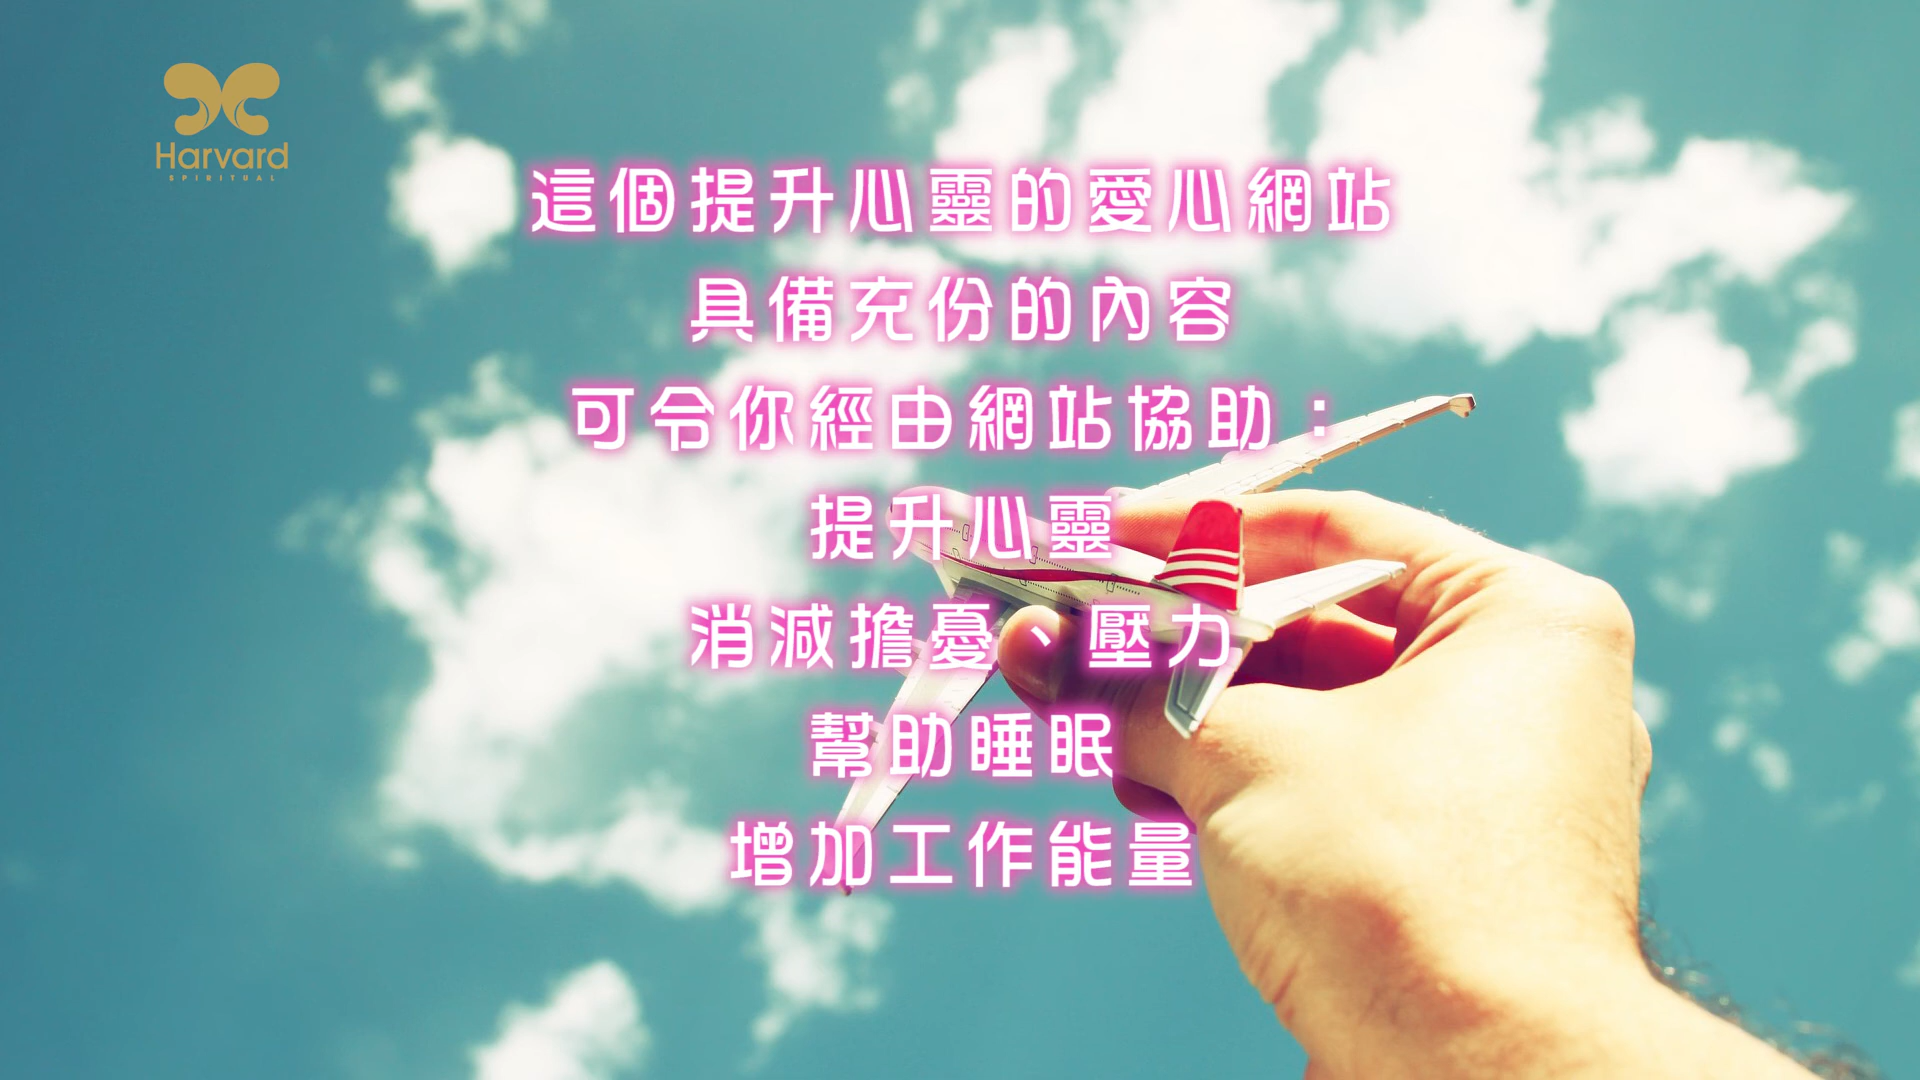 Harvard
SPIRITUAL
這個提升心靈的愛心網站
具備充份的內容
可令你經由網站協助：
提升心靈
消減擔憂、壓力
幫助睡眠
增加工作能量